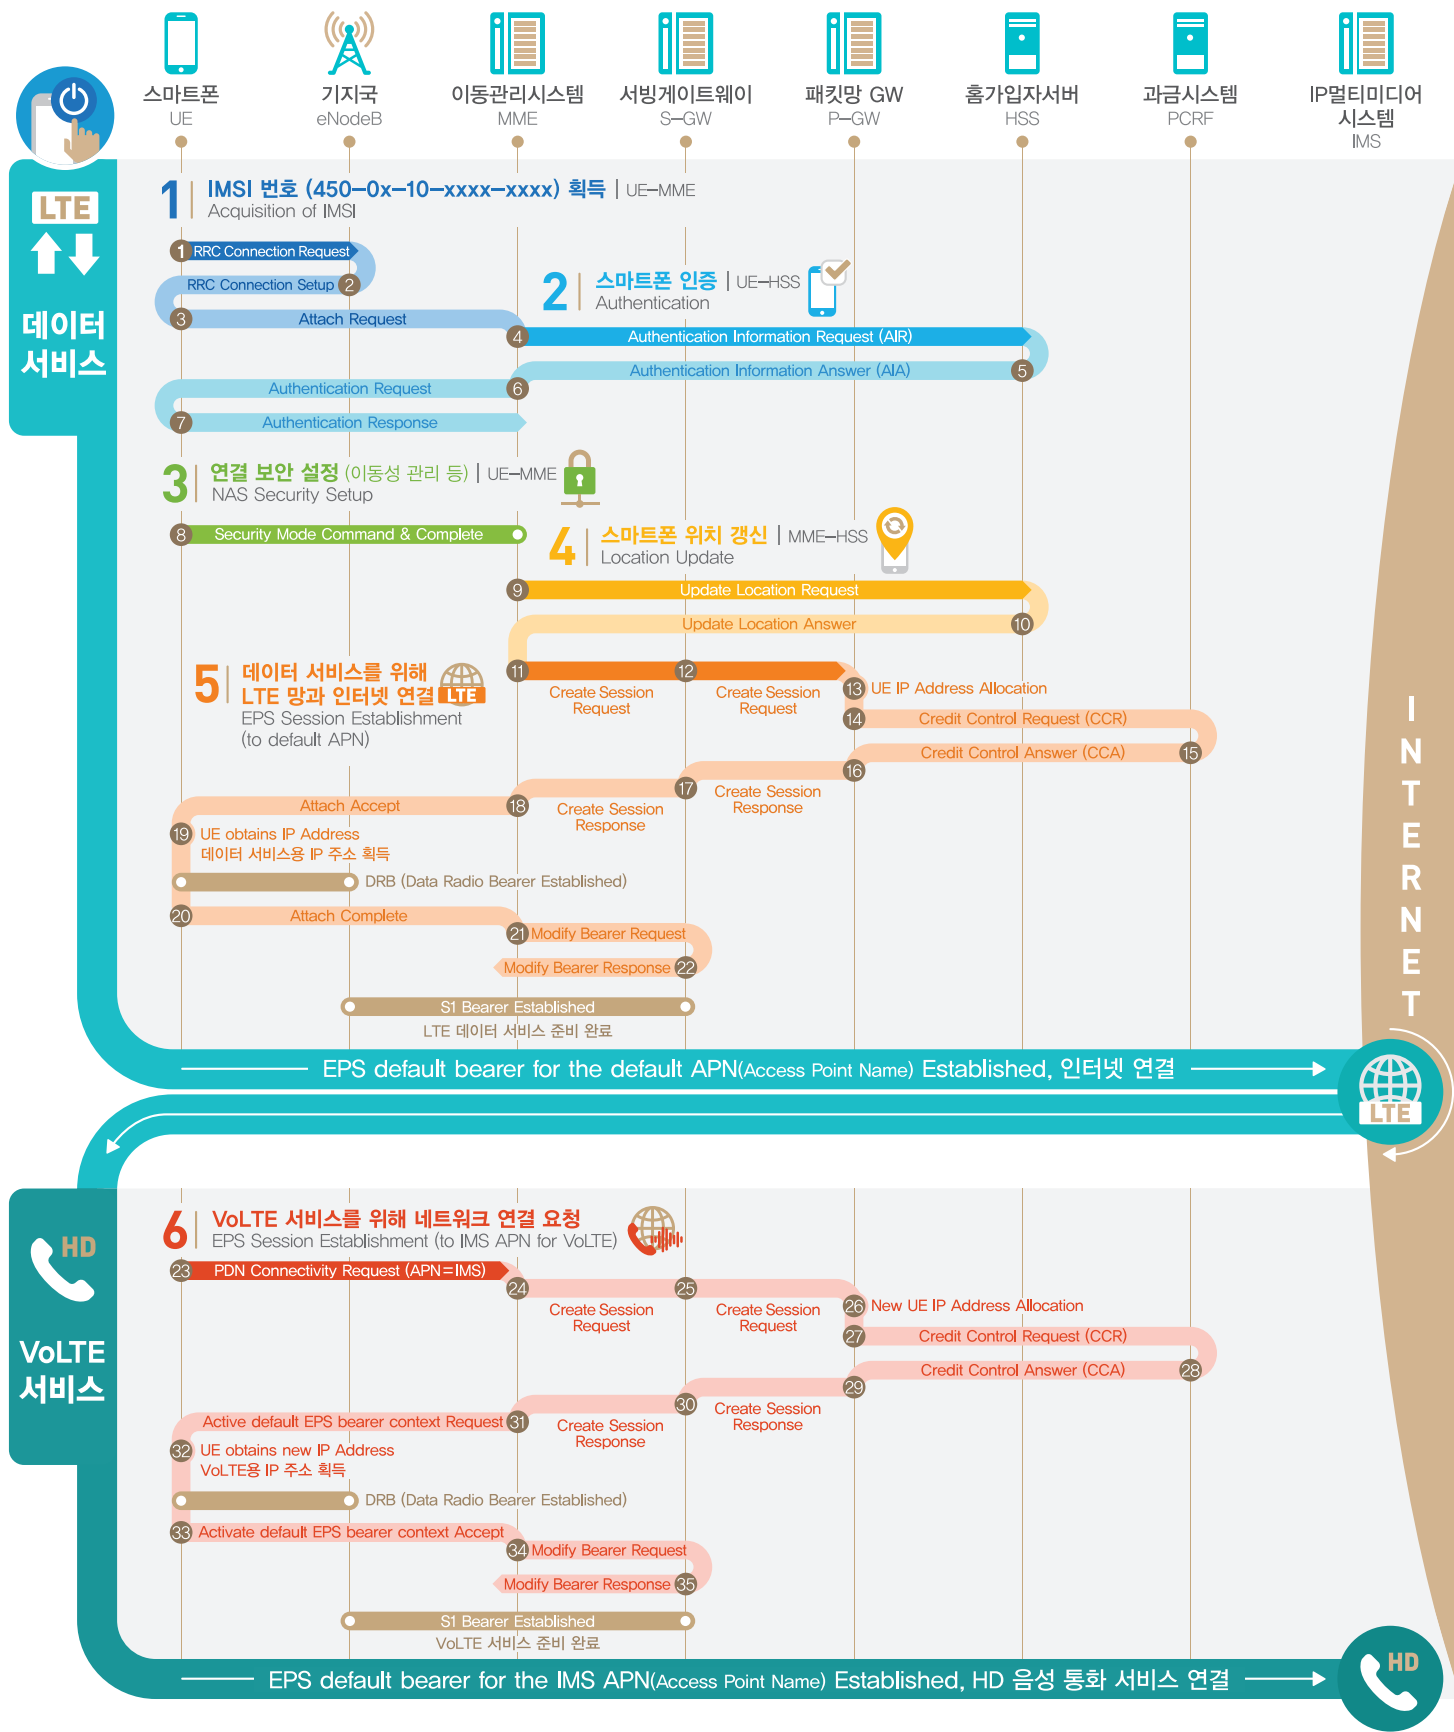 스마트폰
UE
기지국
eNodeB
이동관리시스템
MME
서빙게이트웨이
S-GW
패킷망 GW
P-GW
홈가입자서버
HSS
과금시스템
PCRF
IP멀티미디어
시스템
IMS
LTE
데이터
서비스
1 IMSI 번호 (450-0x-10-xxxx-xxxx) 획득 | UE-MME
Acquisition of IMSI
1 RRC Connection Request
RRC Connection Setup 2
3 Attach Request
2 스마트폰 인증 | UE-HSS
Authentication
4 Authentication Information Request (AIR)
Authentication Information Answer (AIA) 5
Authentication Request 6
7 Authentication Response
3 연결 보안 설정 (이동성 관리 등) | UE-MME
NAS Security Setup
8 Security Mode Command & Complete
4 스마트폰 위치 갱신 | MME-HSS
Location Update
9 Update Location Request
Update Location Answer 10
5 데이터 서비스를 위해
LTE 망과 인터넷 연결
LTE
EPS Session Establishment
(to default APN)
11 Create Session
Request
12 Create Session
Request
13 UE IP Address Allocation
14 Credit Control Request (CCR)
Credit Control Answer (CCA) 15
16
Create Session
Response
17
Create Session
Response
Attach Accept 18
19 UE obtains IP Address
데이터 서비스용 IP 주소 획득
DRB (Data Radio Bearer Established)
20 Attach Complete
21 Modify Bearer Request
Modify Bearer Response 22
S1 Bearer Established
LTE 데이터 서비스 준비 완료
EPS default bearer for the default APN(Access Point Name) Established, 인터넷 연결
LTE
INTERNET
HD
VoLTE
서비스
6 VoLTE 서비스를 위해 네트워크 연결 요청
EPS Session Establishment (to IMS APN for VoLTE)
23 PDN Connectivity Request (APN=IMS)
24 Create Session
Request
25 Create Session
Request
26 New UE IP Address Allocation
27 Credit Control Request (CCR)
Credit Control Answer (CCA) 28
29
Create Session
Response
30
Create Session
Response
Active default EPS bearer context Request 31
32 UE obtains new IP Address
VoLTE용 IP 주소 획득
DRB (Data Radio Bearer Established)
33 Activate default EPS bearer context Accept
34 Modify Bearer Request
Modify Bearer Response 35
S1 Bearer Established
VoLTE 서비스 준비 완료
EPS default bearer for the IMS APN(Access Point Name) Established, HD 음성 통화 서비스 연결
HD